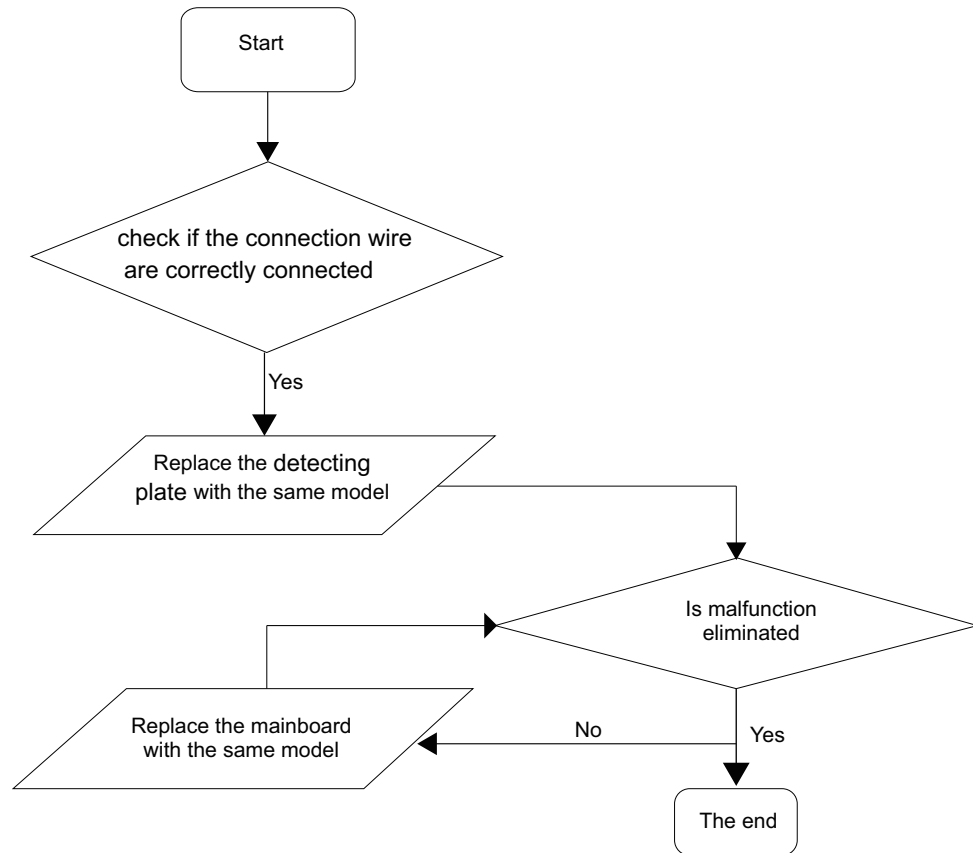 Start
check if the connection wire
are correctly connected
Yes
Replace the detecting
plate with the same model
Is malfunction
eliminated
Replace the mainboard
with the same model
No
Yes
The end